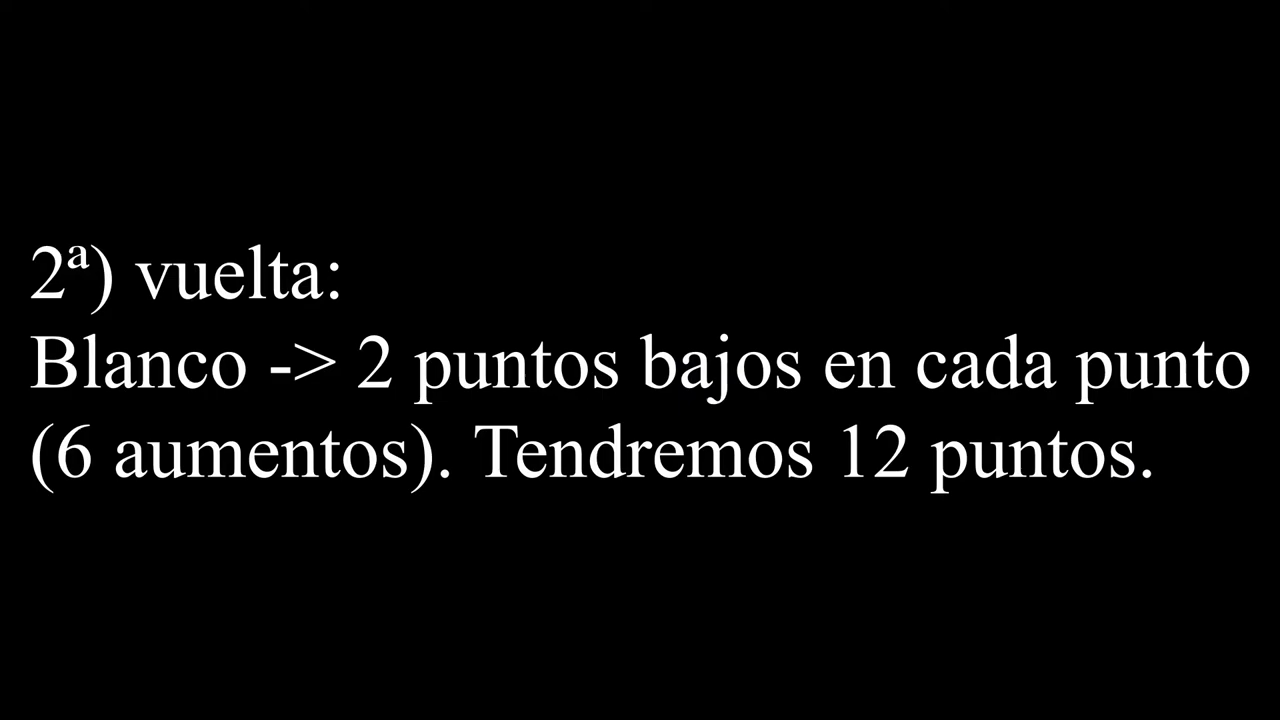 2ª) vuelta:
Blanco -> 2 puntos bajos en cada punto
(6 aumentos). Tendremos 12 puntos.